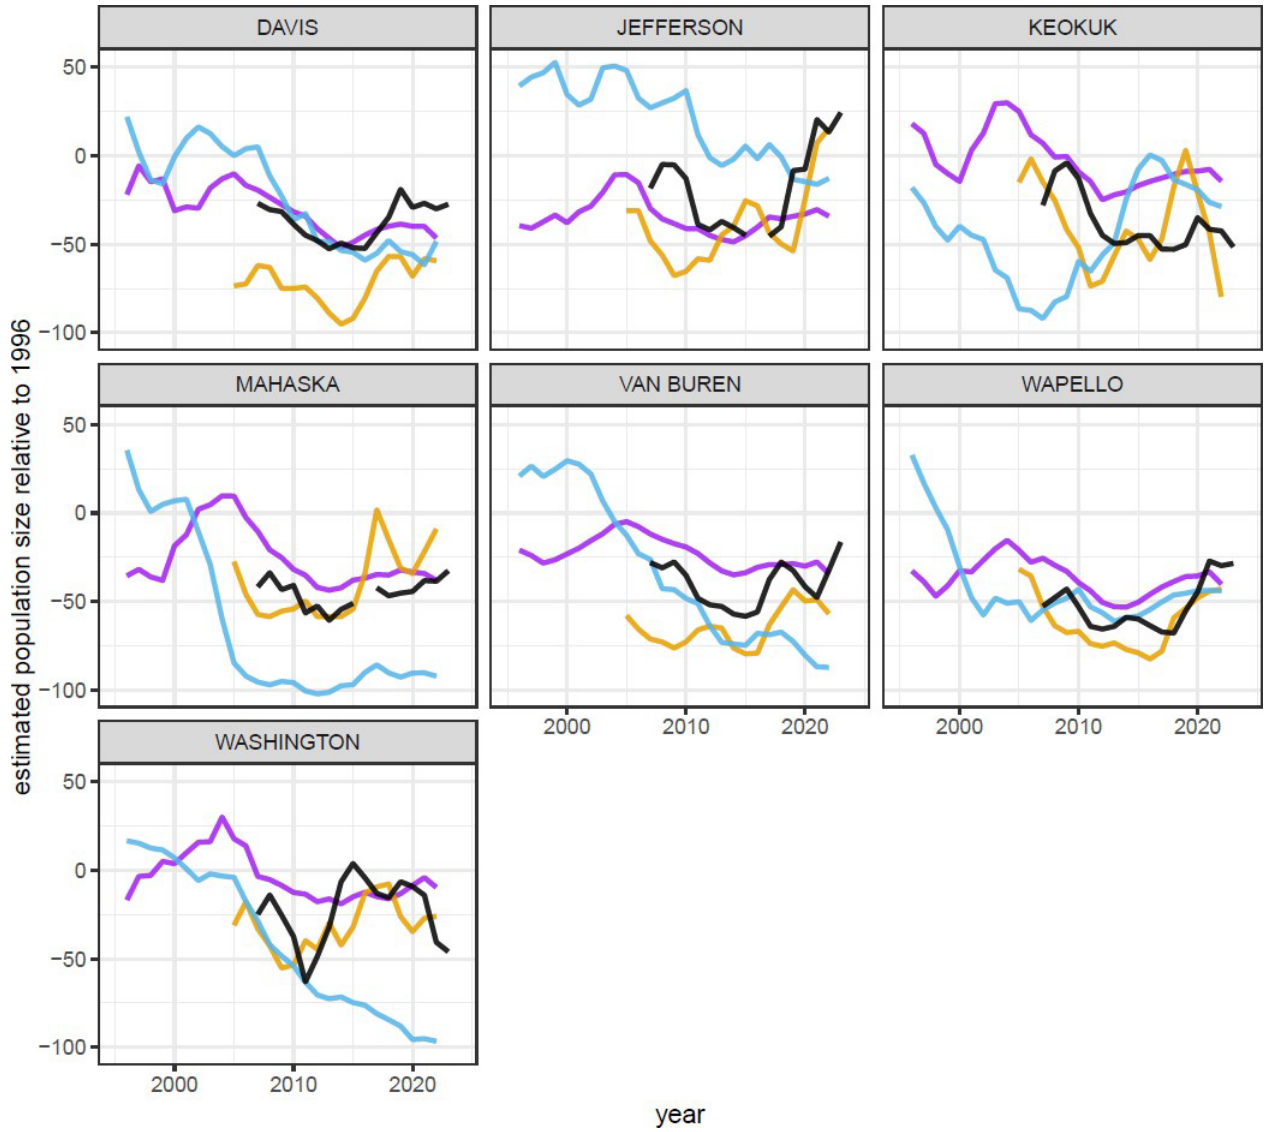 DAVIS
JEFFERSON
KEOKUK
50
0
−50
−100
MAHASKA
VAN BUREN
WAPELLO
50
0
−50
−100
2000
2010
2020
2000
2010
2020
WASHINGTON
50
0
−50
−100
2000
2010
2020
estimated population size relative to 1996
year